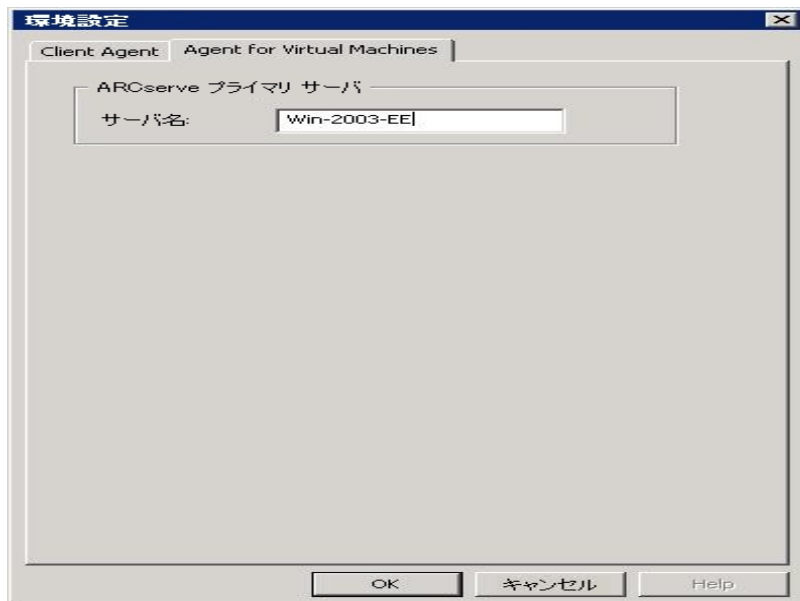 環境設定
Client Agent Agent for Virtual Machines
ARCserve プライマリ サーバ
サーバ名: Win-2003-EE
OK キャンセル Help